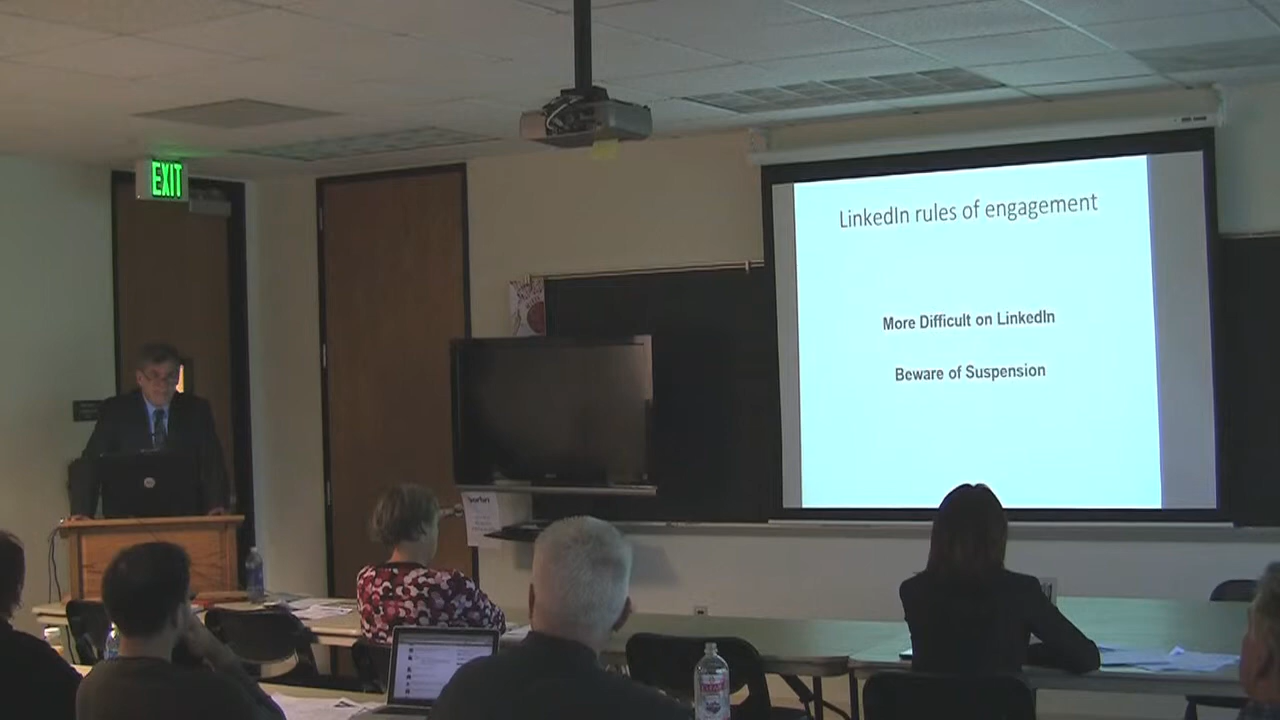 EXIT
LinkedIn rules of engagement
More Difficult on LinkedIn
Beware of Suspension